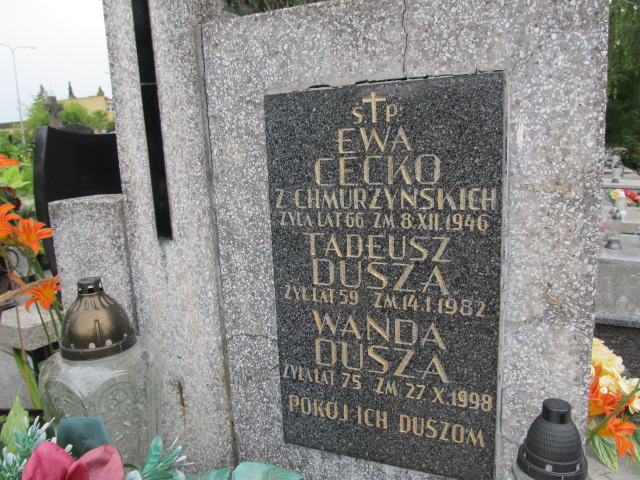 Ś P
EWA
CEĆKO
Z CHMURZYŃSKICH
ŻYŁA LAT 66 ZM 8 XII 1946
TADEUSZ
DUSZA
ŻYŁ LAT 59 ZM. 14.I.1982
WANDA
DUSZA
ŻYŁA LAT 75 ZM 27 X 1998
POKÓJ ICH DUSZOM